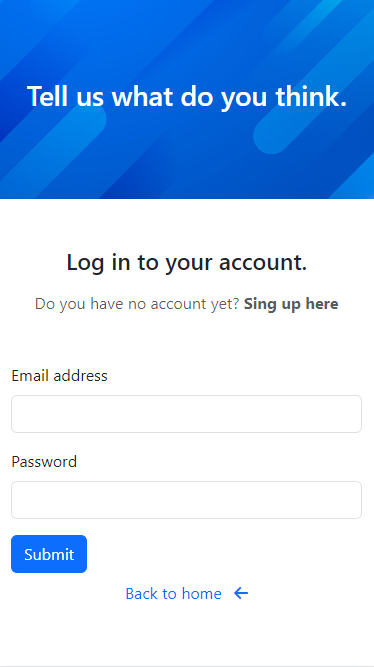 Tell us what do you think.
Log in to your account.
Do you have no account yet? Sing up here
Email address
Password
Submit
Back to home